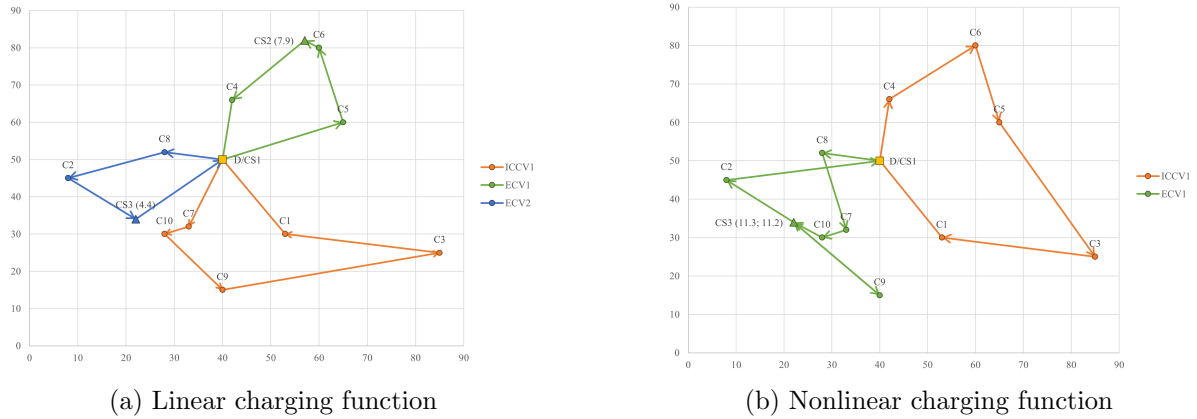 90
80
70
60
50
40
30
20
10
0
0 10 20 30 40 50 60 70 80 90
CS2 (7.9)
C6
C4
C5
C8
D/CS1
C2
CS3 (4.4)
C7
C10
C1
C3
C9
ICCV1
ECV1
ECV2
(a) Linear charging function
90
80
70
60
50
40
30
20
10
0
0 10 20 30 40 50 60 70 80 90
C6
C4
C5
C8
D/CS1
C2
CS3 (11.3; 11.2)
C10
C7
C1
C3
C9
ICCV1
ECV1
(b) Nonlinear charging function